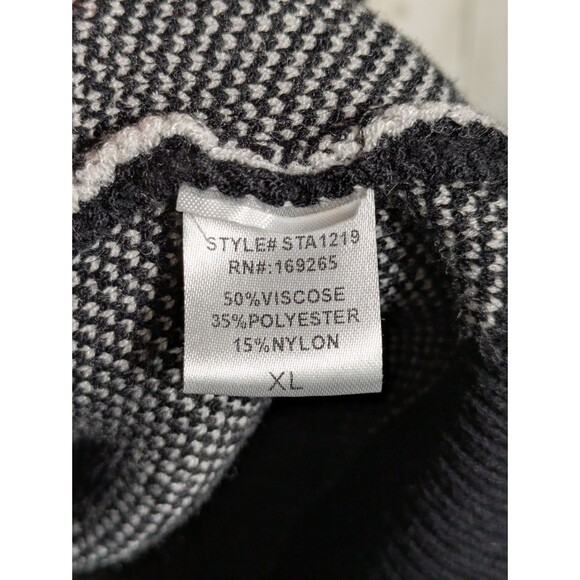 STYLE# STA1219
RN#:169265
50%VISCOSE
35%POLYESTER
15%NYLON
XL